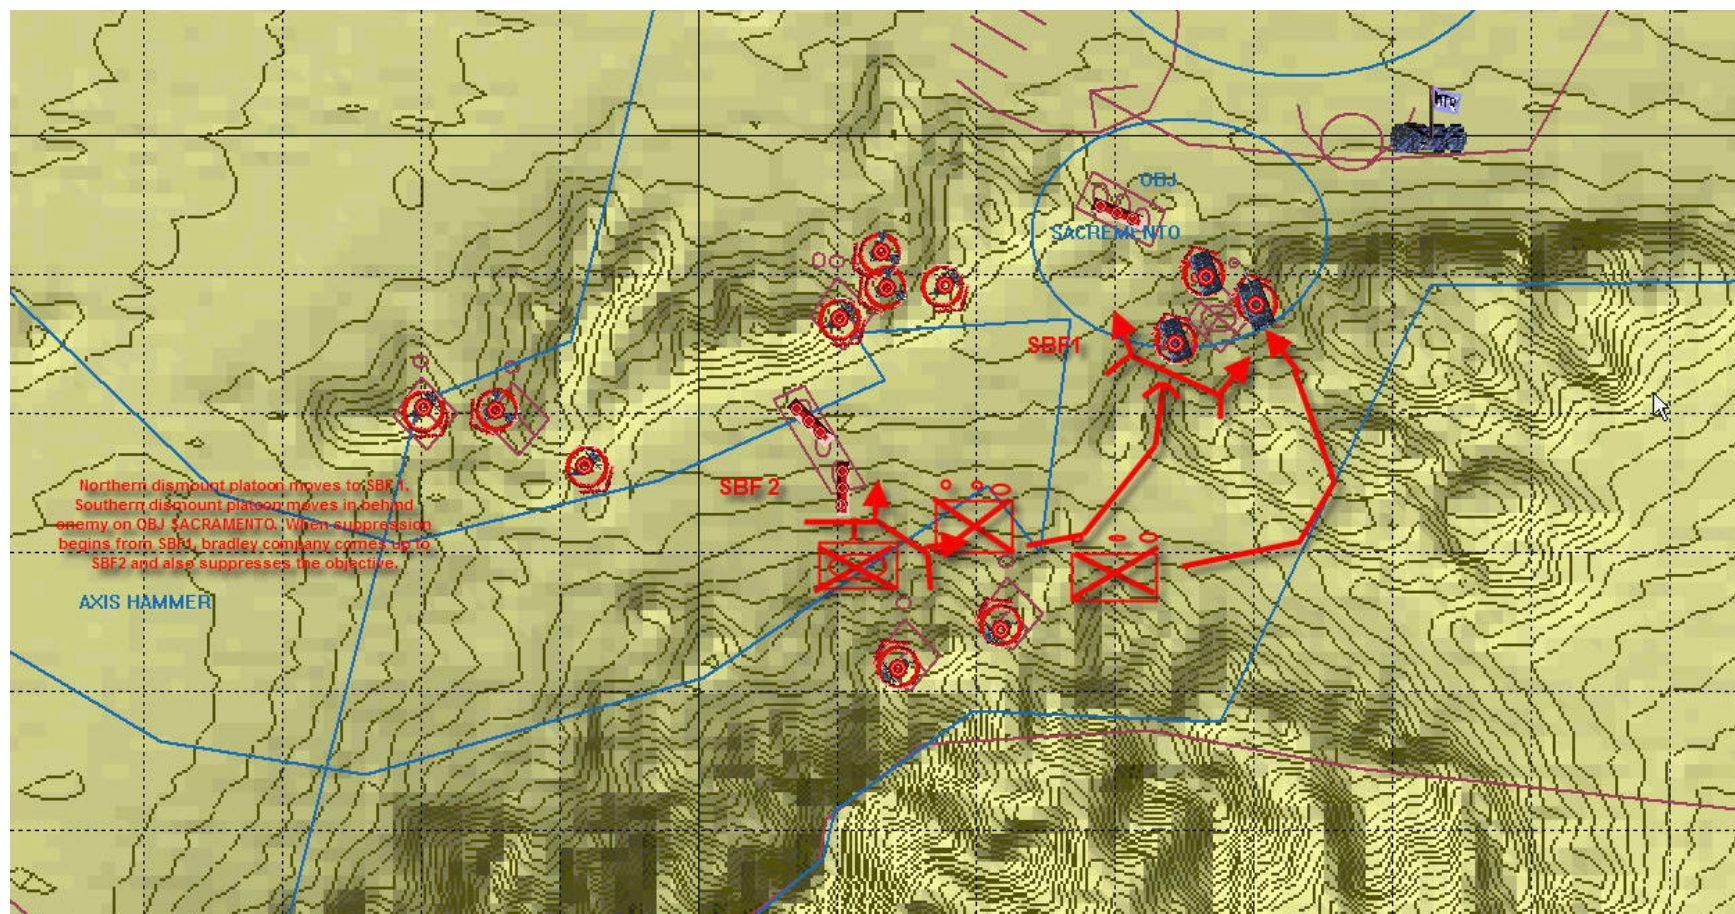 OBJ
SACREMENTO
SBF1
SBF 2
Northern dismount platoon moves to SBF 1.
Southern dismount platoon moves in behind
enemy on OBJ SACRAMENTO. When suppression
begins from SBF1, bradley company comes up to
SBF2 and also suppresses the objective.
AXIS HAMMER